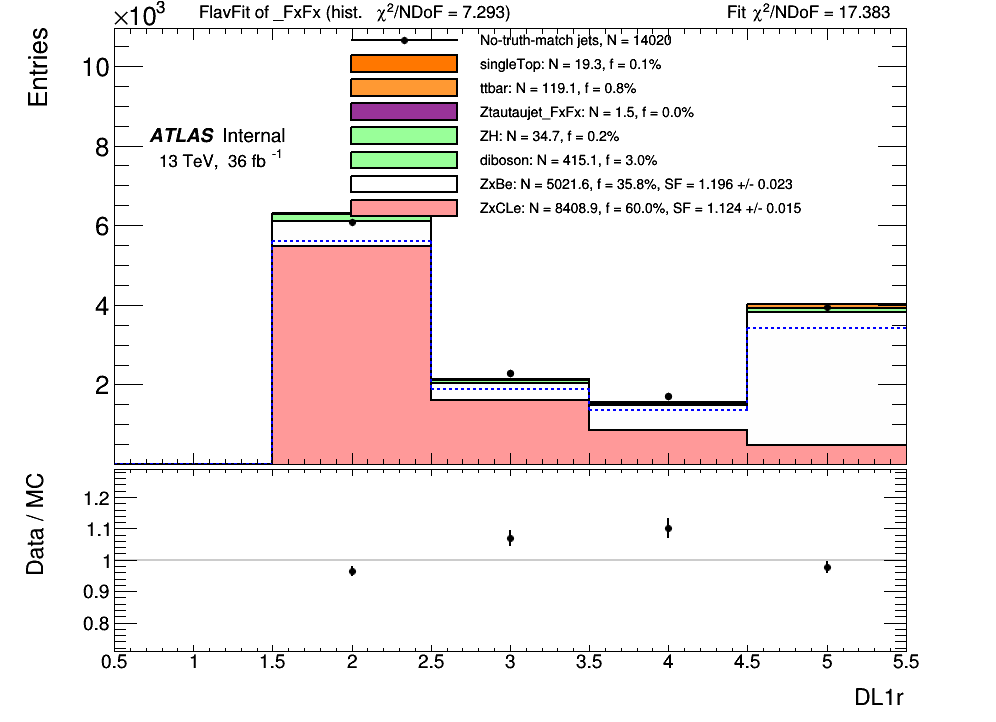 FlavFit of _FxFx (hist. χ²/NDoF = 7.293)
Fit χ²/NDoF = 17.383
×10³
Entries
10
8
6
4
2
ATLAS Internal
13 TeV, 36 fb⁻¹
No-truth-match jets, N = 14020
singleTop: N = 19.3, f = 0.1%
ttbar: N = 119.1, f = 0.8%
Ztautaujet_FxFx: N = 1.5, f = 0.0%
ZH: N = 34.7, f = 0.2%
diboson: N = 415.1, f = 3.0%
ZxBe: N = 5021.6, f = 35.8%, SF = 1.196 +/- 0.023
ZxCLe: N = 8408.9, f = 60.0%, SF = 1.124 +/- 0.015
Data / MC
1.2
1.1
1
0.9
0.8
0.5 1 1.5 2 2.5 3 3.5 4 4.5 5 5.5
DL1r